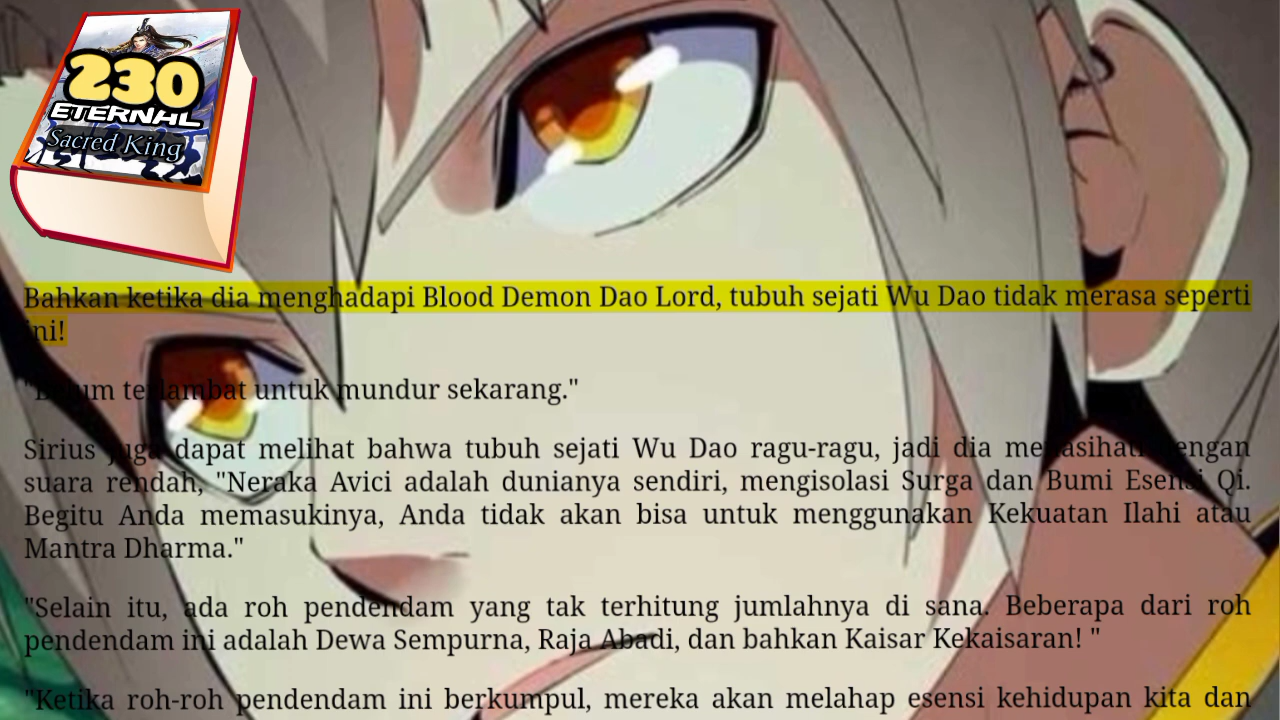 230
ETERNAL
Sacred King
Bahkan ketika dia menghadapi Blood Demon Dao Lord, tubuh sejati Wu Dao tidak merasa seperti
ini!
"Belum terlambat untuk mundur sekarang."
Sirius juga dapat melihat bahwa tubuh sejati Wu Dao ragu-ragu, jadi dia menasihati dengan
suara rendah, "Neraka Avici adalah dunianya sendiri, mengisolasi Surga dan Bumi Esensi Qi.
Begitu Anda memasukinya, Anda tidak akan bisa untuk menggunakan Kekuatan Ilahi atau
Mantra Dharma."
"Selain itu, ada roh pendendam yang tak terhitung jumlahnya di sana. Beberapa dari roh
pendendam ini adalah Dewa Sempurna, Raja Abadi, dan bahkan Kaisar Kekaisaran! "
"Ketika roh-roh pendendam ini berkumpul, mereka akan melahap esensi kehidupan kita dan